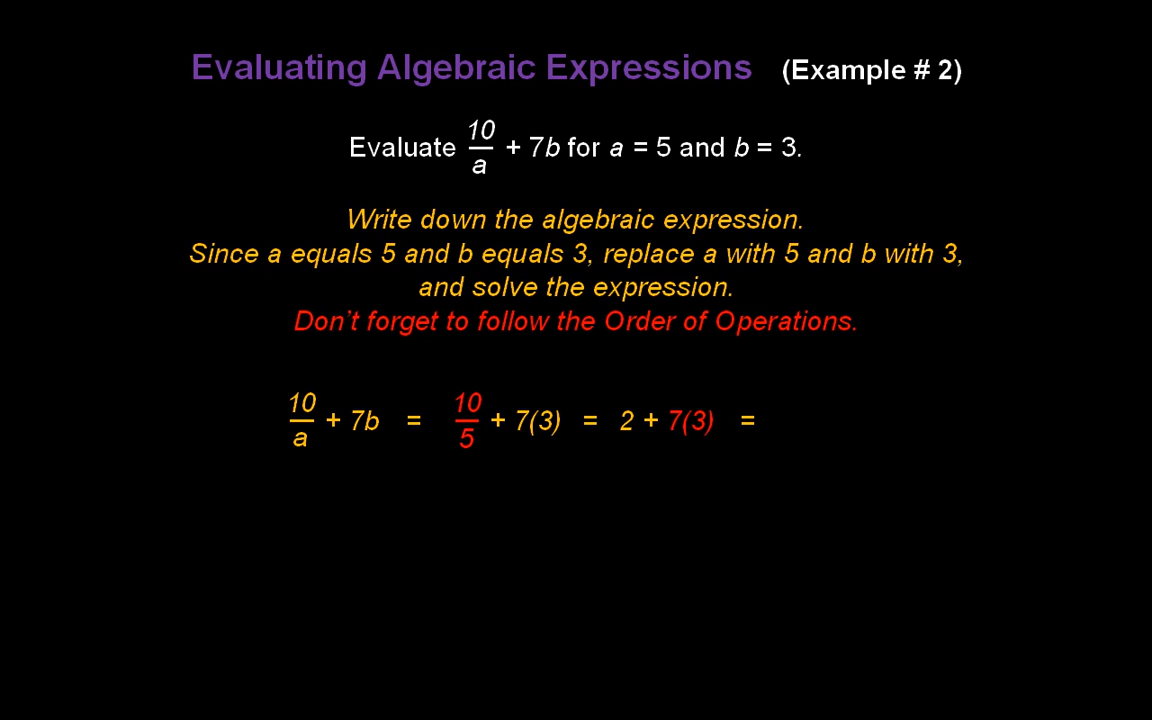 Evaluating Algebraic Expressions (Example # 2)
Evaluate 10/a + 7b for a = 5 and b = 3.
Write down the algebraic expression.
Since a equals 5 and b equals 3, replace a with 5 and b with 3,
and solve the expression.
Don't forget to follow the Order of Operations.
10/a + 7b = 10/5 + 7(3) = 2 + 7(3) =